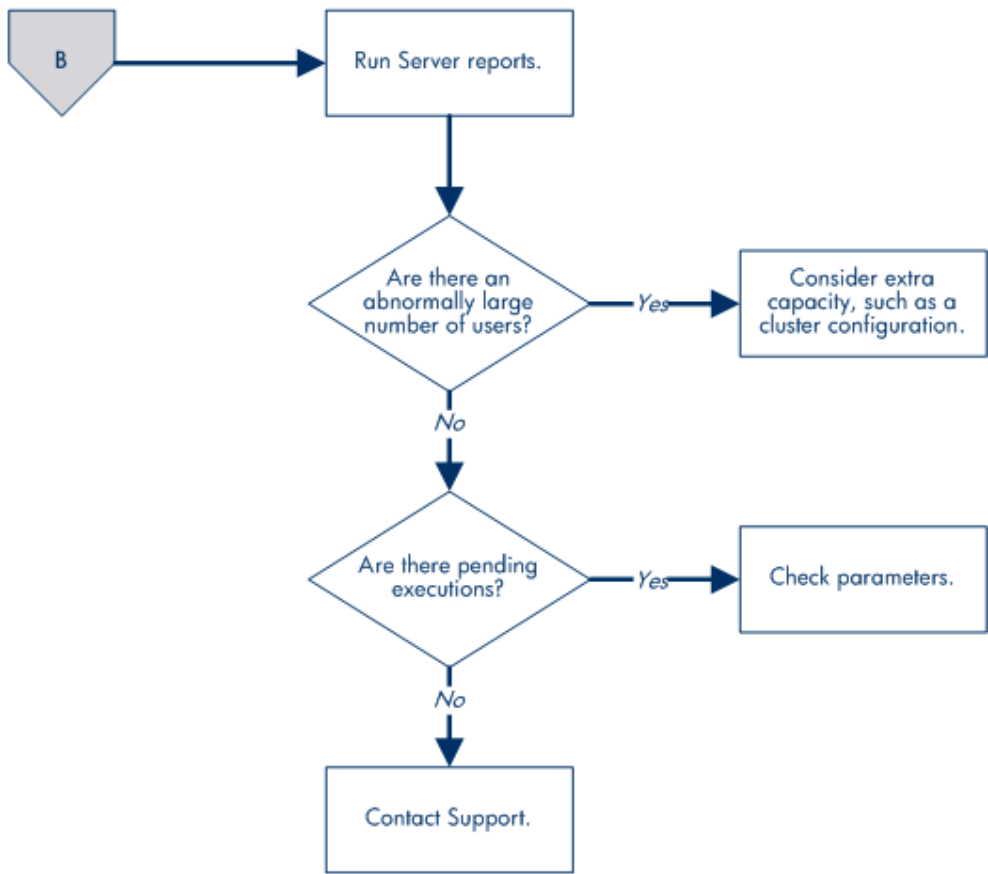 B
Run Server reports.
Are there an
abnormally large
number of users?
Yes
Consider extra
capacity, such as a
cluster configuration.
No
Are there pending
executions?
Yes
Check parameters.
No
Contact Support.